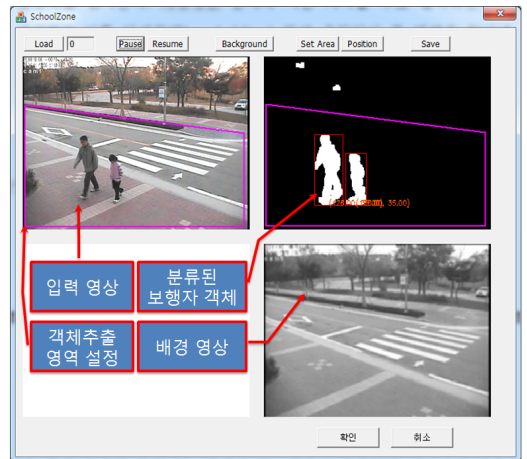 SchoolZone
Load 0 Pause Resume Background Set Area Position Save
cam1
입력 영상
분류된
보행자 객체
객체추출
영역 설정
배경 영상
확인 취소